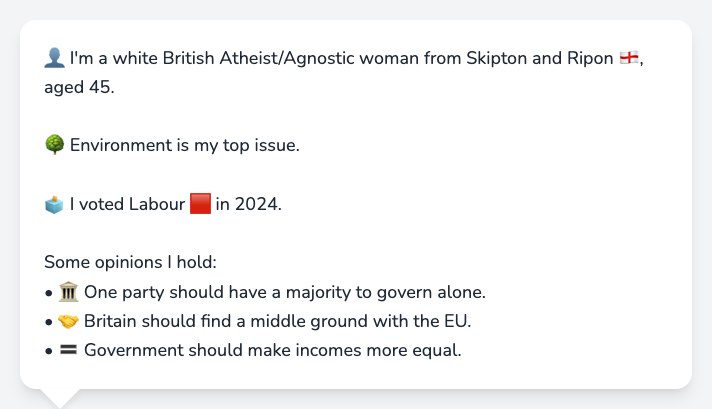 👤 I'm a white British Atheist/Agnostic woman from Skipton and Ripon 🏴󠁧󠁢󠁥󠁮󠁧󠁿,
aged 45.
🌳 Environment is my top issue.
🗳️ I voted Labour 🟥 in 2024.
Some opinions I hold:
• 🏛️ One party should have a majority to govern alone.
• 🤝 Britain should find a middle ground with the EU.
• 🟰 Government should make incomes more equal.